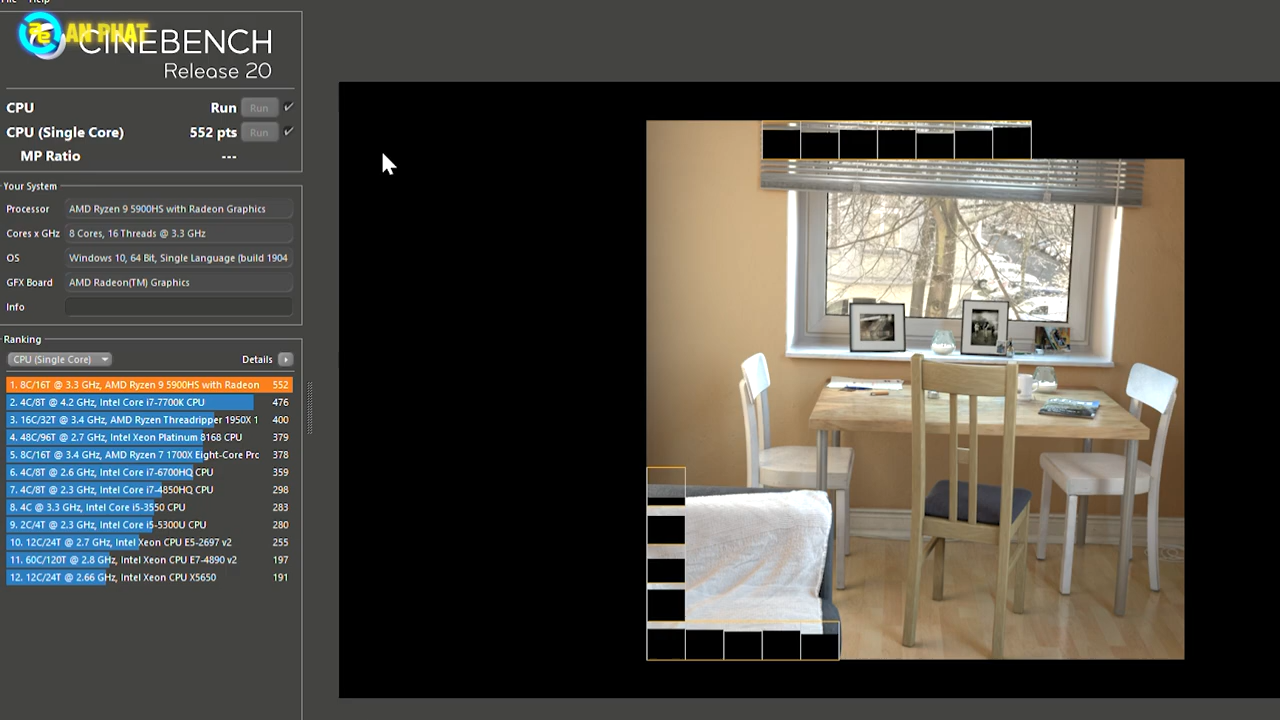 File Help
AN PHAT
CINEBENCH
Release 20
CPU Run Run
CPU (Single Core) 552 pts Run
MP Ratio ---
Your System
Processor AMD Ryzen 9 5900HS with Radeon Graphics
Cores x GHz 8 Cores, 16 Threads @ 3.3 GHz
OS Windows 10, 64 Bit, Single Language (build 1904
GFX Board AMD Radeon(TM) Graphics
Info
Ranking
CPU (Single Core) Details
1. 8C/16T @ 3.3 GHz, AMD Ryzen 9 5900HS with Radeon 552
2. 4C/8T @ 4.2 GHz, Intel Core i7-7700K CPU 476
3. 16C/32T @ 3.4 GHz, AMD Ryzen Threadripper 1950X 1 400
4. 48C/96T @ 2.7 GHz, Intel Xeon Platinum 8168 CPU 379
5. 8C/16T @ 3.4 GHz, AMD Ryzen 7 1700X Eight-Core Prc 378
6. 4C/8T @ 2.6 GHz, Intel Core i7-6700HQ CPU 359
7. 4C/8T @ 2.3 GHz, Intel Core i7-4850HQ CPU 298
8. 4C @ 3.3 GHz, Intel Core i5-3550 CPU 283
9. 2C/4T @ 2.3 GHz, Intel Core i5-5300U CPU 280
10. 12C/24T @ 2.7 GHz, Intel Xeon CPU E5-2697 v2 255
11. 60C/120T @ 2.8 GHz, Intel Xeon CPU E7-4890 v2 197
12. 12C/24T @ 2.66 GHz, Intel Xeon CPU X5650 191